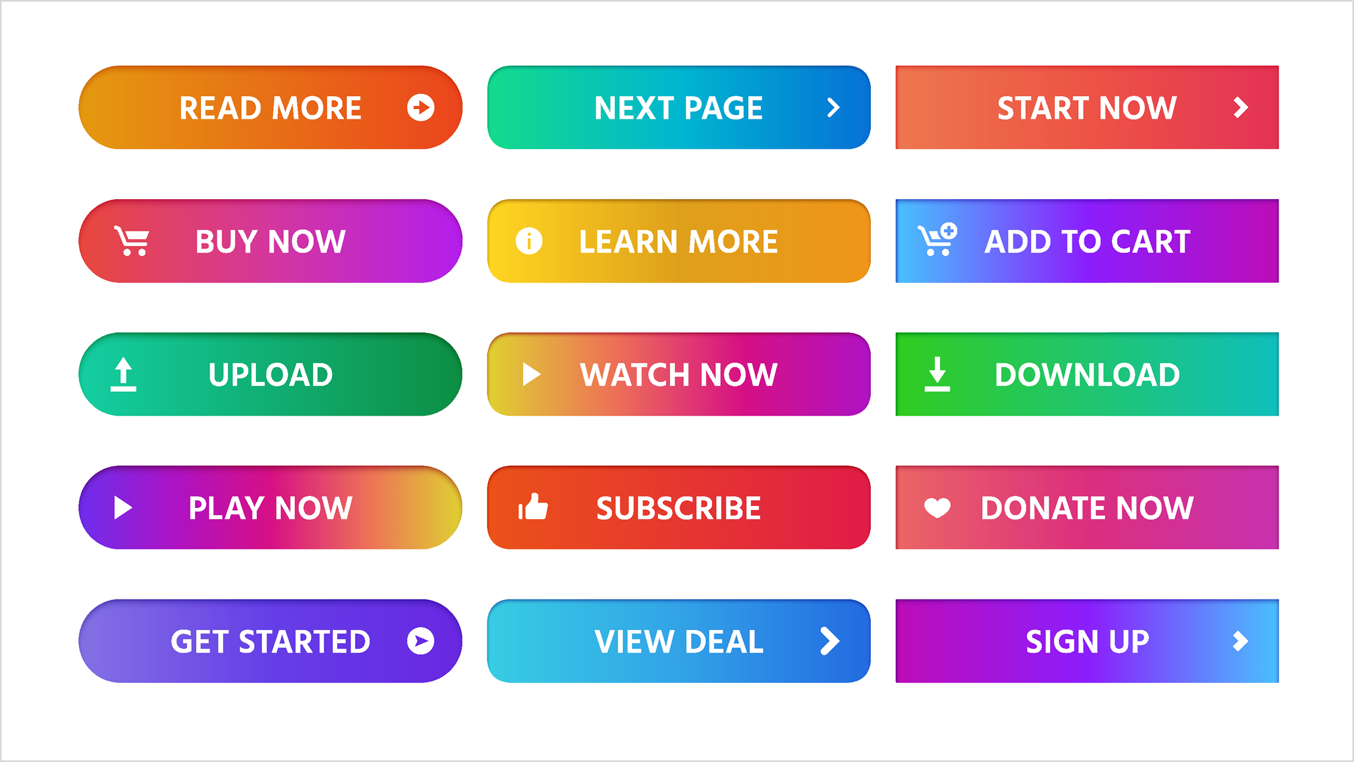 READ MORE
NEXT PAGE
START NOW
BUY NOW
LEARN MORE
ADD TO CART
UPLOAD
WATCH NOW
DOWNLOAD
PLAY NOW
SUBSCRIBE
DONATE NOW
GET STARTED
VIEW DEAL
SIGN UP